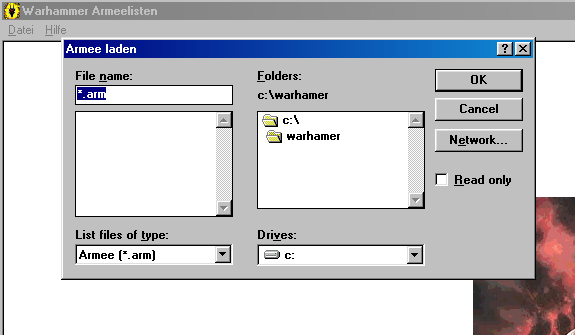 Warhammer Armeelisten
Datei Hilfe
Armee laden
File name:
*.arm
Folders:
c:\warhamer
c:\
warhamer
OK
Cancel
Network...
Read only
List files of type:
Armee (*.arm)
Drives:
c: